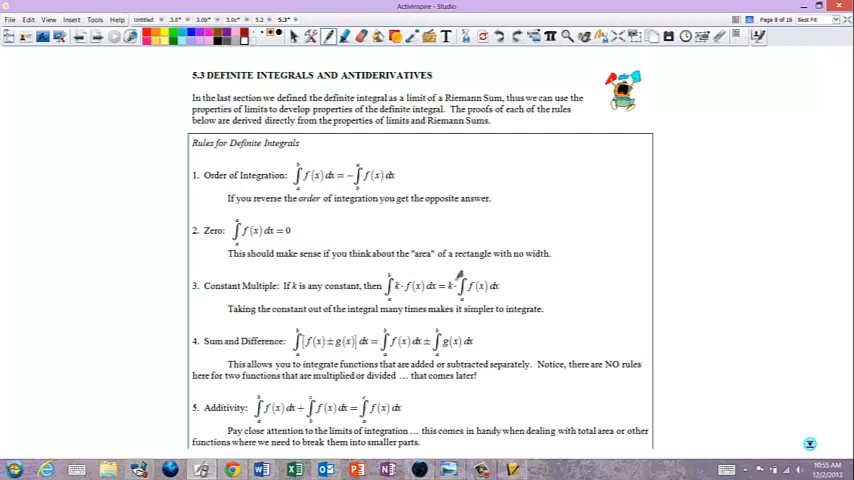 ActivInspire - Studio
File Edit View Insert Tools Help
Untitled 3.0* 3.0b* 3.0c* 5.2 5.3*
Page 8 of 16 Best Fit
5.3 DEFINITE INTEGRALS AND ANTIDERIVATIVES
In the last section we defined the definite integral as a limit of a Riemann Sum, thus we can use the
properties of limits to develop properties of the definite integral. The proofs of each of the rules
below are derived directly from the properties of limits and Riemann Sums.
Rules for Definite Integrals
1. Order of Integration: ∫_a^b f(x) dx = −∫_b^a f(x) dx
If you reverse the order of integration you get the opposite answer.
2. Zero: ∫_a^a f(x) dx = 0
This should make sense if you think about the "area" of a rectangle with no width.
3. Constant Multiple: If k is any constant, then ∫_a^b k· f(x) dx = k· ∫_a^b f(x) dx
Taking the constant out of the integral many times makes it simpler to integrate.
4. Sum and Difference: ∫_a^b [f(x) ± g(x)] dx = ∫_a^b f(x) dx ± ∫_a^b g(x) dx
This allows you to integrate functions that are added or subtracted separately. Notice, there are NO rules
here for two functions that are multiplied or divided … that comes later!
5. Additivity: ∫_a^b f(x) dx + ∫_b^c f(x) dx = ∫_a^c f(x) dx
Pay close attention to the limits of integration …this comes in handy when dealing with total area or other
functions where we need to break them into smaller parts.
10:55 AM
12/2/2013